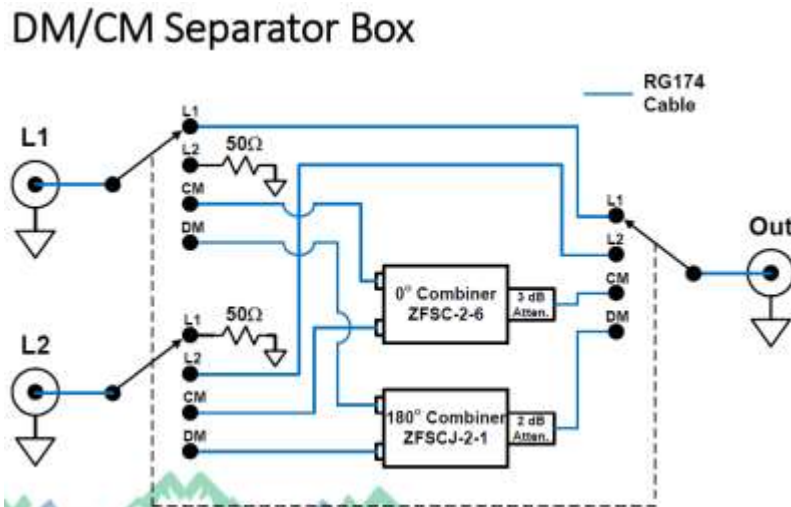 DM/CM Separator Box
RG174
Cable
L1
L1
50Ω
L2
CM
DM
L1
L2
CM
DM
Out
0° Combiner
ZFSC-2-6
3 dB
Atten.
L2
L1
50Ω
L2
CM
DM
180° Combiner
ZFSCJ-2-1
2 dB
Atten.